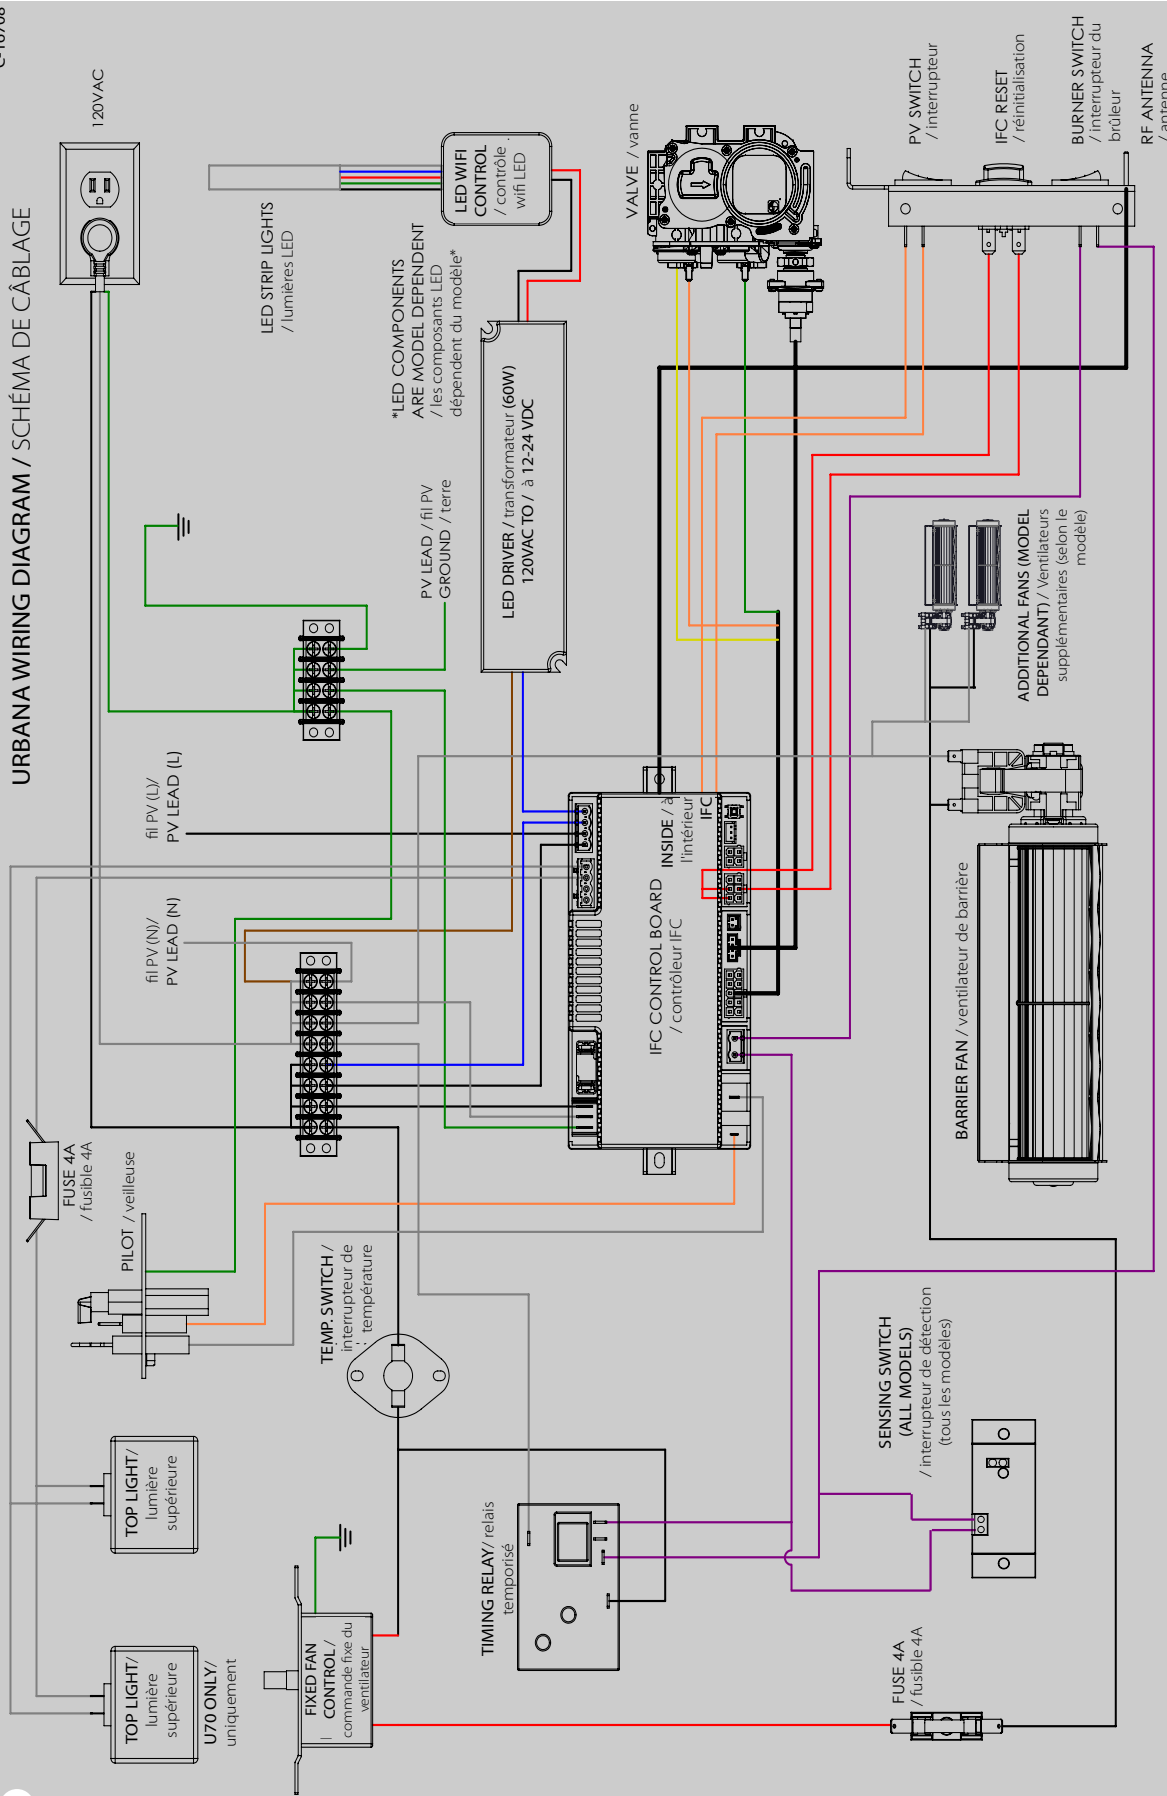 URBANA WIRING DIAGRAM / SCHÉMA DE CÂBLAGE
120VAC
LED STRIP LIGHTS
/ lumières LED
LED WIFI
CONTROL
/ contrôle
wifi LED
*LED COMPONENTS
ARE MODEL DEPENDENT
/ les composants LED
dépendent du modèle*
LED DRIVER / transformateur (60W)
120VAC TO / à 12-24 VDC
PV LEAD / fil PV
GROUND / terre
VALVE / vanne
PV SWITCH
/ interrupteur
IFC RESET
/ réinitialisation
BURNER SWITCH
/ interrupteur du
brûleur
RF ANTENNA
/ antenne
fil PV (L)/
PV LEAD (L)
fil PV (N)/
PV LEAD (N)
IFC CONTROL BOARD
/ contrôleur IFC
INSIDE / à
l'intérieur
IFC
ADDITIONAL FANS (MODEL
DEPENDANT) / Ventilateurs
supplémentaires (selon le
modèle)
BARRIER FAN / ventilateur de barrière
FUSE 4A
/ fusible 4A
PILOT / veilleuse
TEMP. SWITCH /
interrupteur de
température
TOP LIGHT/
lumière
supérieure
TOP LIGHT/
lumière
supérieure
U70 ONLY/
uniquement
FIXED FAN
CONTROL /
commande fixe du
ventilateur
TIMING RELAY/ relais
temporisé
SENSING SWITCH
(ALL MODELS)
/ interrupteur de détection
(tous les modèles)
FUSE 4A
/ fusible 4A